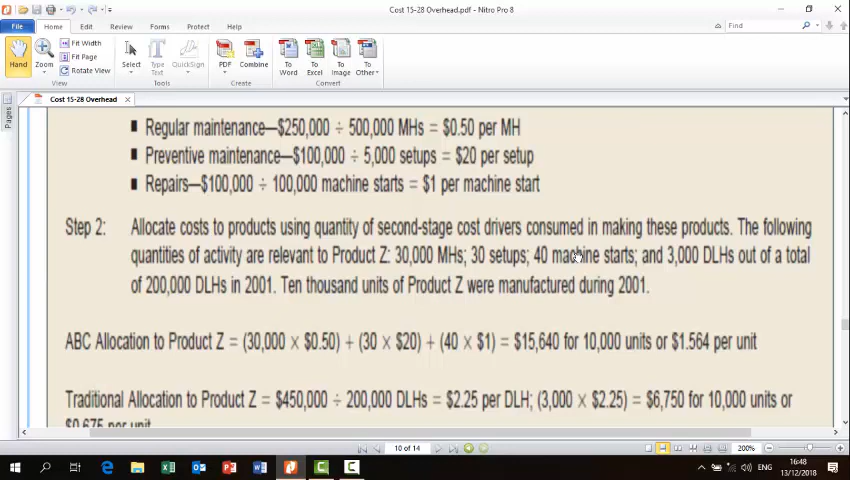 Cost 15-28 Overhead.pdf - Nitro Pro 8
File Home Edit Review Forms Protect Help
Find
Hand Zoom Fit Width Fit Page Rotate View Select Type Text QuickSign PDF Combine To Word To Excel To Image To Other
View Tools Create Convert
Cost 15-28 Overhead
Pages
■ Regular maintenance—$250,000 ÷ 500,000 MHs = $0.50 per MH
■ Preventive maintenance—$100,000 ÷ 5,000 setups = $20 per setup
■ Repairs—$100,000 ÷ 100,000 machine starts = $1 per machine start
Step 2: Allocate costs to products using quantity of second-stage cost drivers consumed in making these products. The following
quantities of activity are relevant to Product Z: 30,000 MHs; 30 setups; 40 machine starts; and 3,000 DLHs out of a total
of 200,000 DLHs in 2001. Ten thousand units of Product Z were manufactured during 2001.
ABC Allocation to Product Z = (30,000 × $0.50) + (30 × $20) + (40 × $1) = $15,640 for 10,000 units or $1.564 per unit
Traditional Allocation to Product Z = $450,000 ÷ 200,000 DLHs = $2.25 per DLH; (3,000 × $2.25) = $6,750 for 10,000 units or
$0.675 per unit
10 of 14
200%
ENG
16:48
13/12/2018